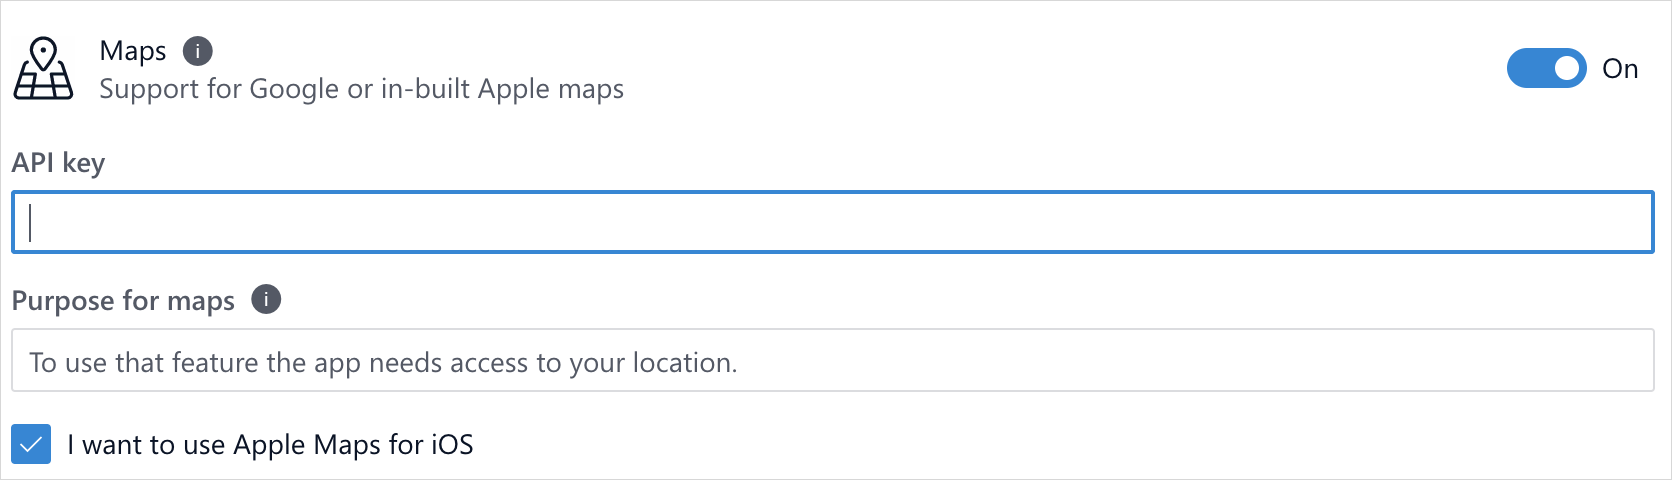 Maps i
Support for Google or in-built Apple maps
On
API key
Purpose for maps i
To use that feature the app needs access to your location.
I want to use Apple Maps for iOS